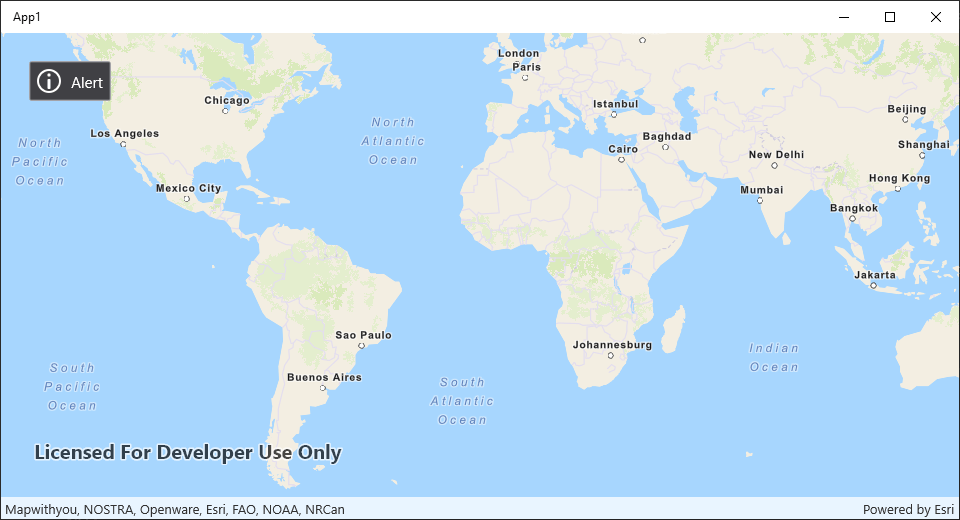 App1
Alert
London
Paris
Chicago
Istanbul
Beijing
North
Atlantic
Ocean
Los Angeles
Baghdad
North
Pacific
Ocean
Cairo
Shanghai
New Delhi
Hong Kong
Mexico City
Mumbai
Bangkok
Jakarta
Sao Paulo
Johannesburg
Indian
Ocean
South
Pacific
Ocean
Buenos Aires
South
Atlantic
Ocean
Licensed For Developer Use Only
Mapwithyou, NOSTRA, Openware, Esri, FAO, NOAA, NRCan
Powered by Esri